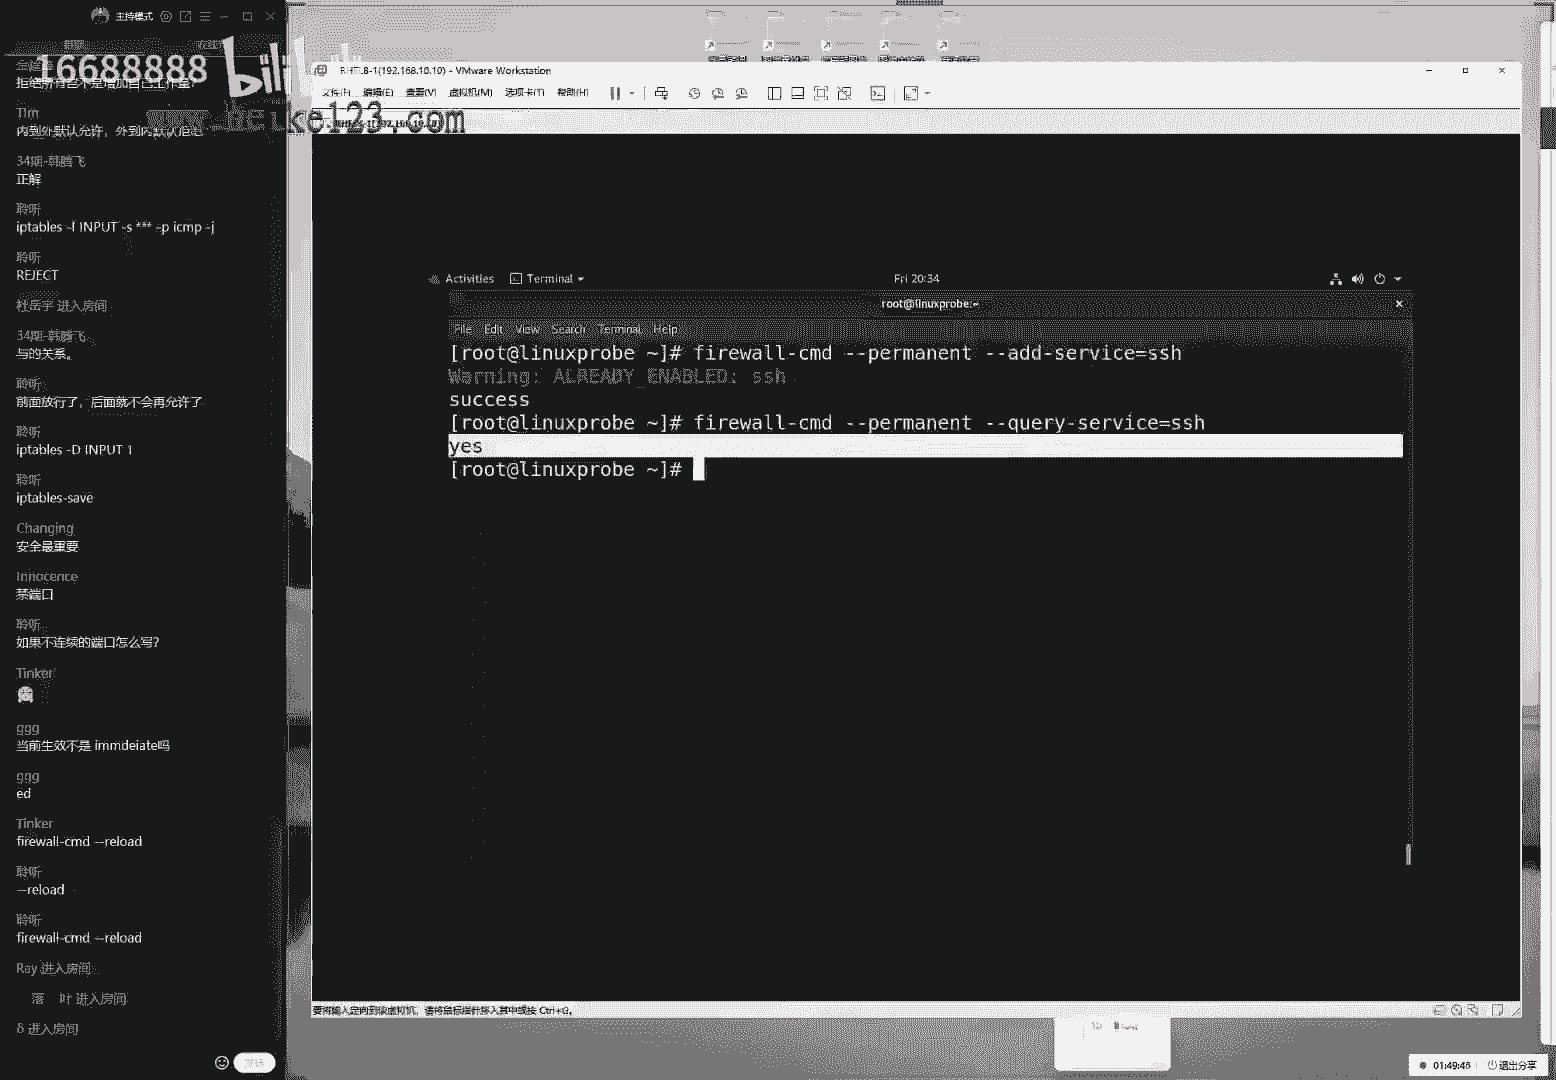 主持模式
16688888
bili
拒绝所有会不是增加自己工作量?
Tim
内到外默认允许，外到内默认拒绝
www.heike123.com
34期-韩腾飞
正解
聆听
iptables -I INPUT -s *** -p icmp -j
聆听
REJECT
杜岳宇 进入房间
34期-韩腾飞
与的关系。
聆听
前面放行了，后面就不会再允许了
聆听
iptables -D INPUT 1
聆听
iptables-save
Changing
安全最重要
Innocence
禁端口
聆听
如果不连续的端口怎么写?
Tinker
ggg
当前生效不是 immdeiate吗
ggg
ed
Tinker
firewall-cmd --reload
聆听
--reload
聆听
firewall-cmd --reload
Ray 进入房间
落 叶 进入房间
δ 进入房间
发送
RHEL8-1(192.168.10.10) - VMware Workstation
文件(F) 编辑(E) 查看(V) 虚拟机(M) 选项卡(T) 帮助(H)
Activities Terminal Fri 20:34
root@linuxprobe:~
File Edit View Search Terminal Help
[root@linuxprobe ~]# firewall-cmd --permanent --add-service=ssh
Warning: ALREADY_ENABLED: ssh
success
[root@linuxprobe ~]# firewall-cmd --permanent --query-service=ssh
yes
[root@linuxprobe ~]#
要将输入定向到该虚拟机，请将鼠标指针移入其中或按 Ctrl+G。
01:49:45 退出分享